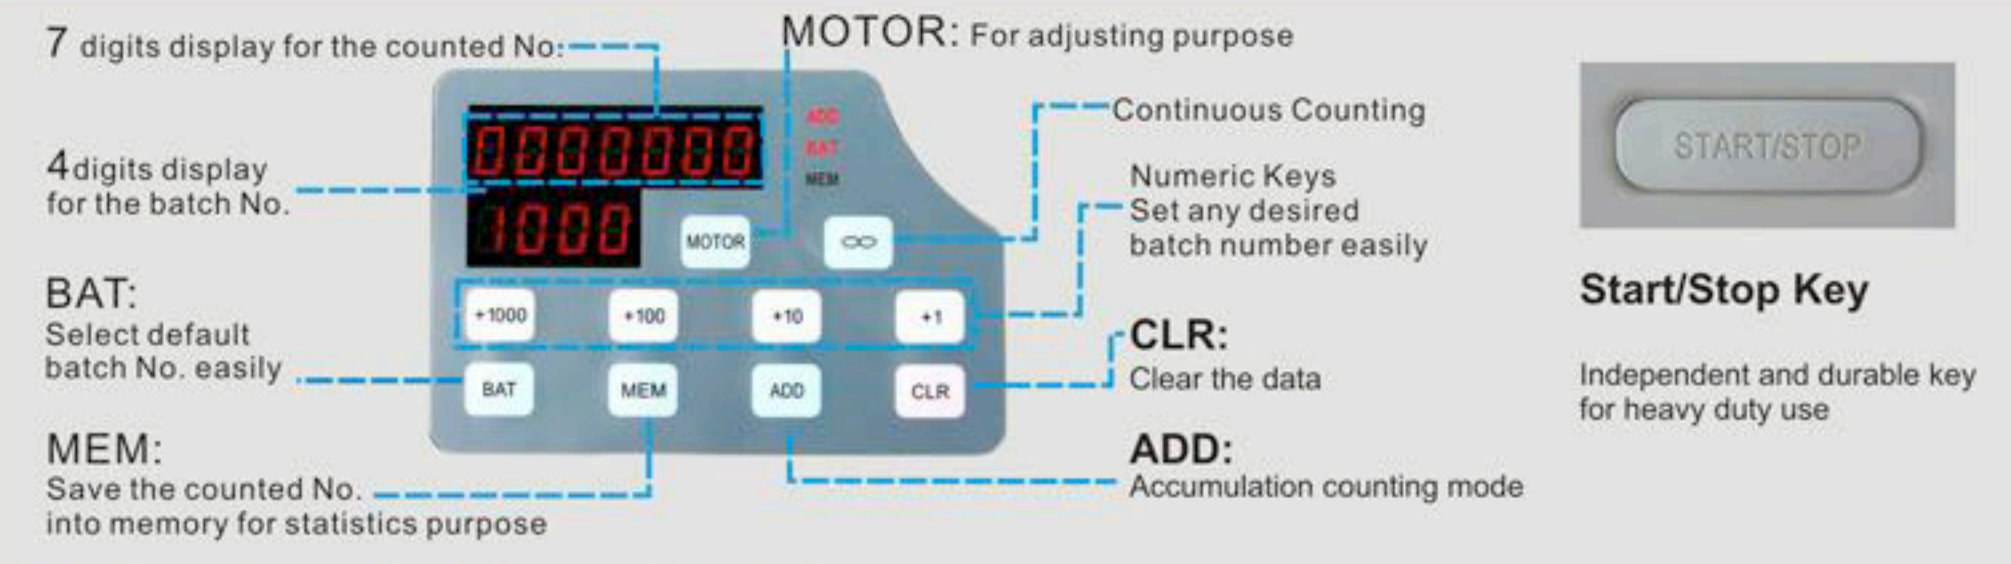 7 digits display for the counted No:
MOTOR: For adjusting purpose
4digits display
for the batch No.
BAT:
Select default
batch No. easily
MEM:
Save the counted No.
into memory for statistics purpose
0000000
1000
ADD
BAT
MEM
MOTOR
∞
+1000
+100
+10
+1
BAT
MEM
ADD
CLR
Continuous Counting
Numeric Keys
Set any desired
batch number easily
CLR:
Clear the data
ADD:
Accumulation counting mode
START/STOP
Start/Stop Key
Independent and durable key
for heavy duty use